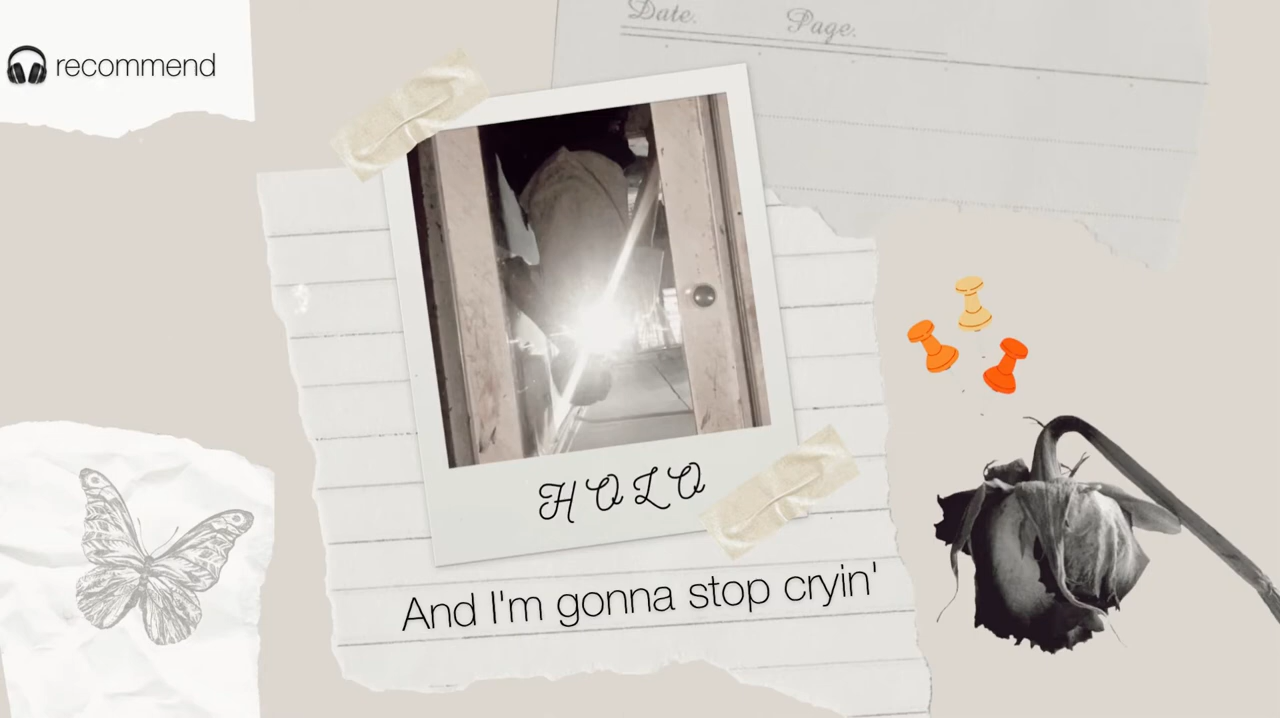 recommend
Date.
Page.
HOLO
And I'm gonna stop cryin'